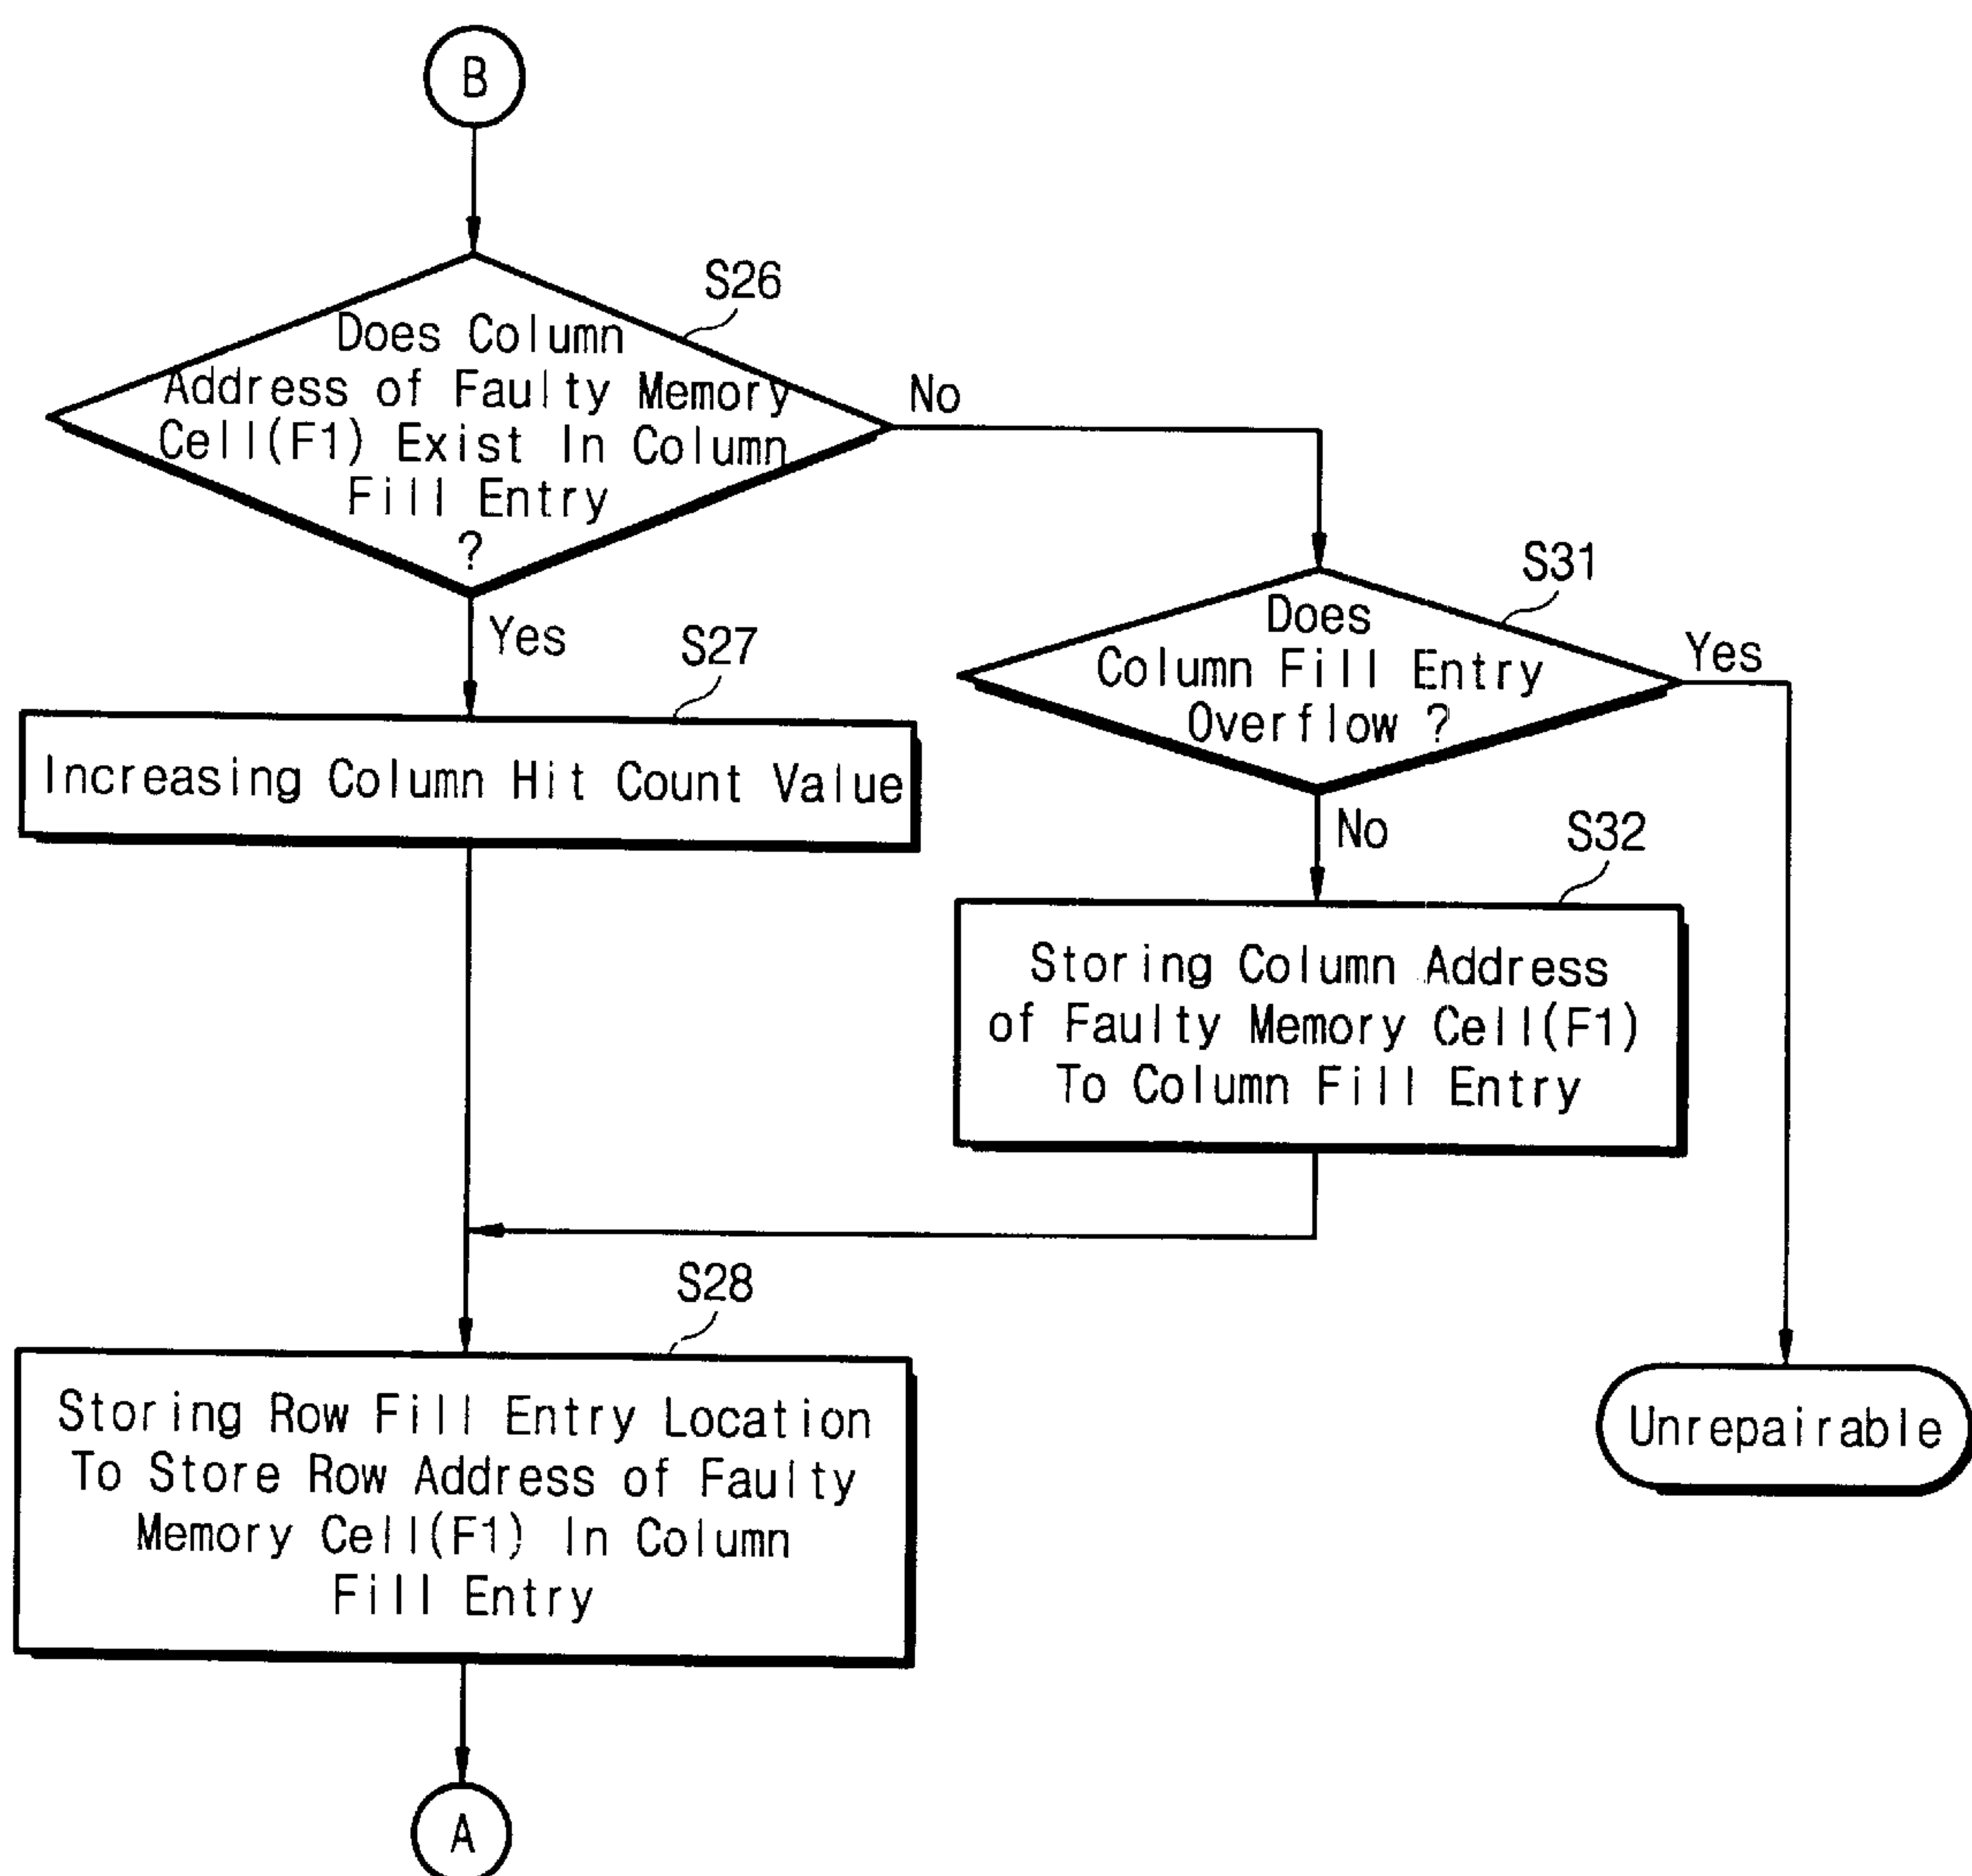 B
S26
Does Column
Address of Faulty Memory
Cell(F1) Exist In Column
Fill Entry
?
No
Yes
S31
Does
Column Fill Entry
Overflow ?
Yes
No
S27
Increasing Column Hit Count Value
S32
Storing Column Address
of Faulty Memory Cell(F1)
To Column Fill Entry
S28
Storing Row Fill Entry Location
To Store Row Address of Faulty
Memory Cell(F1) In Column
Fill Entry
Unrepairable
A